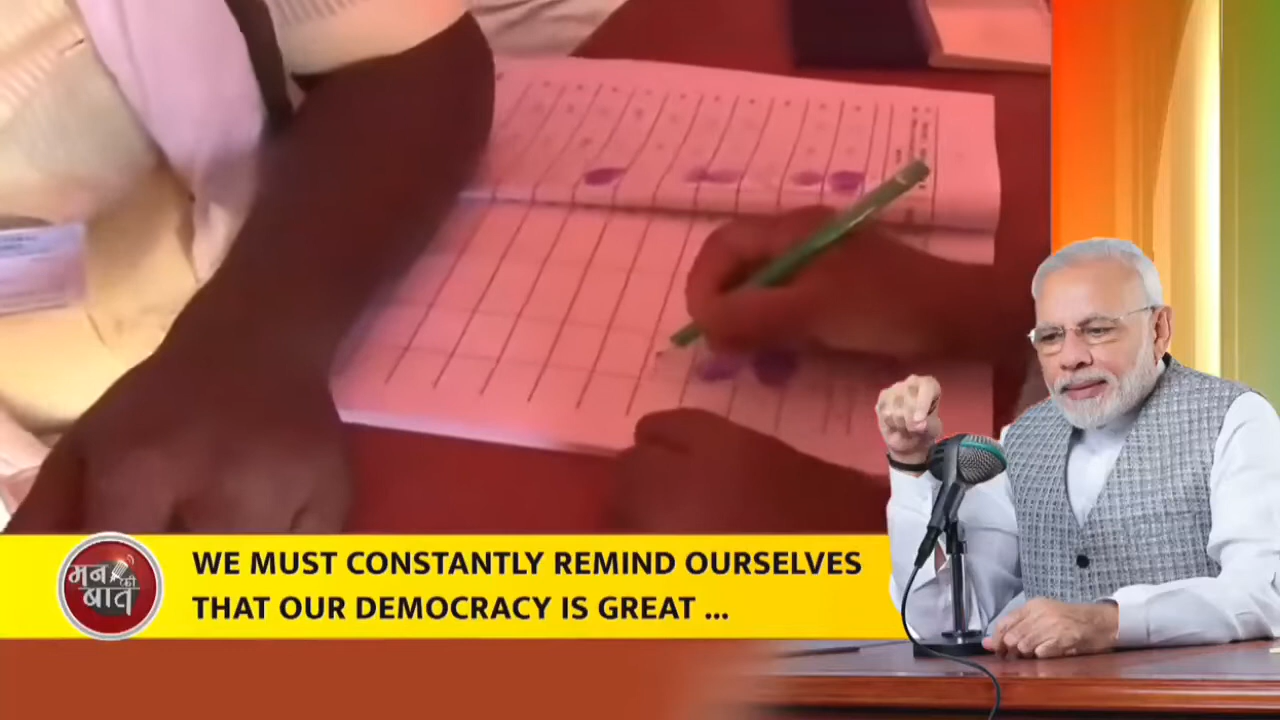 मन की बात
WE MUST CONSTANTLY REMIND OURSELVES
THAT OUR DEMOCRACY IS GREAT ...